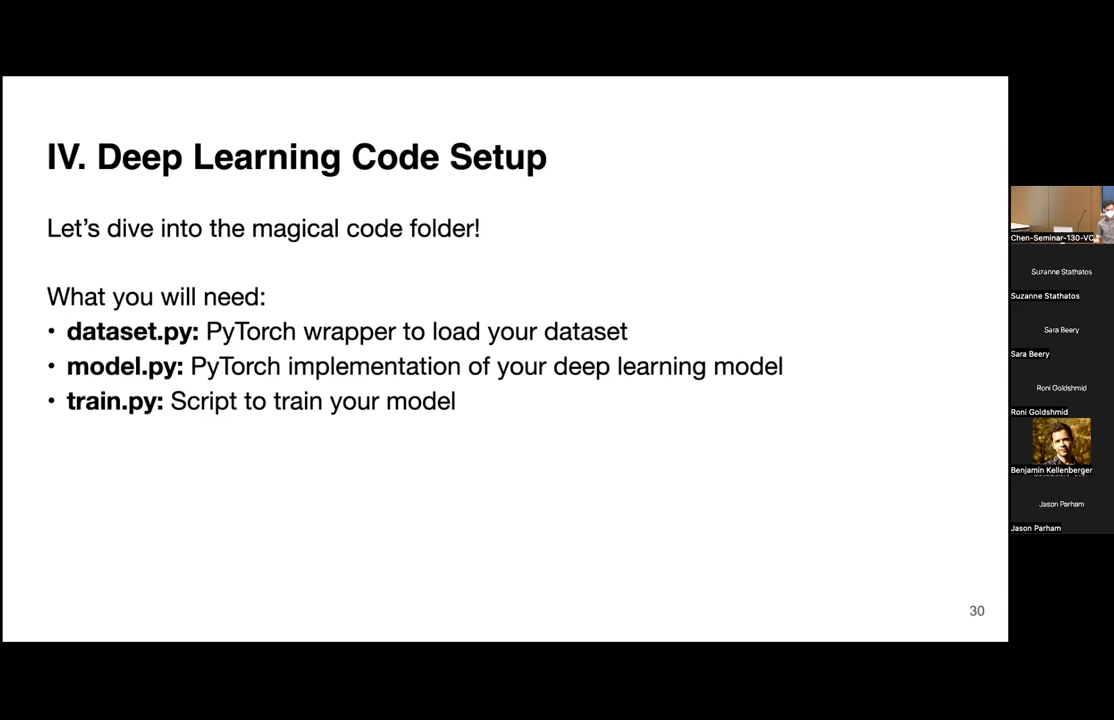 IV. Deep Learning Code Setup
Let's dive into the magical code folder!
What you will need:
• dataset.py: PyTorch wrapper to load your dataset
• model.py: PyTorch implementation of your deep learning model
• train.py: Script to train your model
30
Chen-Seminar-130-VC
Suzanne Stathatos
Suzanne Stathatos
Sara Beery
Sara Beery
Roni Goldshmid
Roni Goldshmid
Benjamin Kellenberger
Jason Parham
Jason Parham